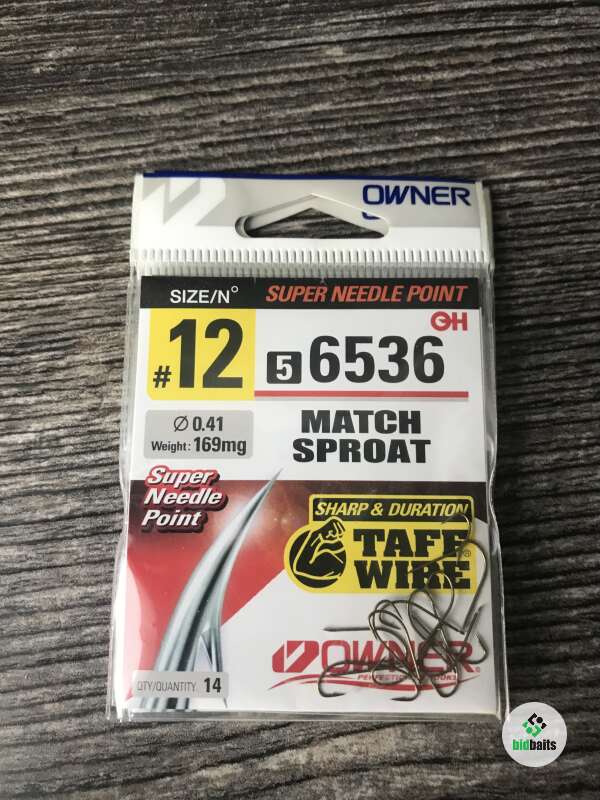 OWNER
SIZE/N° SUPER NEEDLE POINT
OH
#12 5 6536
Ø 0.41
Weight: 169mg
MATCH
SPROAT
Super
Needle
Point
SHARP & DURATION
TAFF
WIRE®
OWNER®
QTY/QUANTITY 14
bidbaits